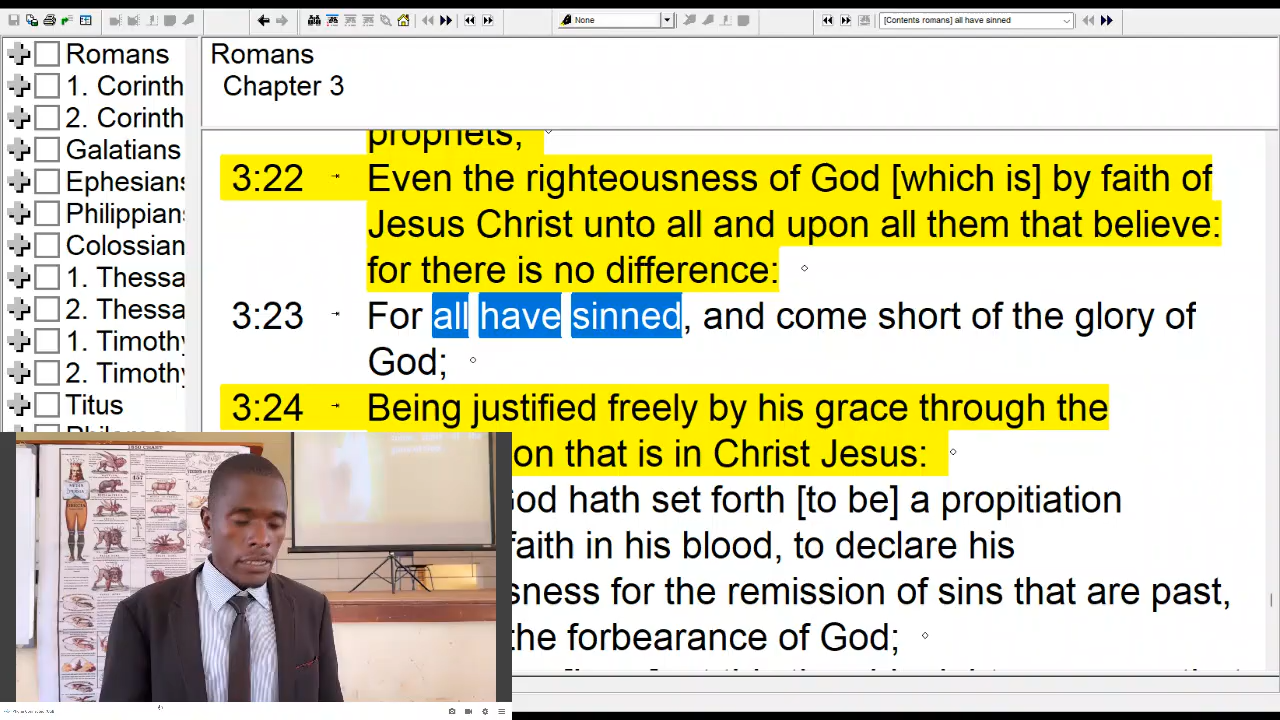 None
[Contents romans] all have sinned
Romans
1. Corinth
2. Corinth
Galatians
Ephesians
Philippian
Colossian
1. Thessa
2. Thessa
1. Timothy
2. Timothy
Titus
Romans
Chapter 3
prophets;
3:22 Even the righteousness of God [which is] by faith of
Jesus Christ unto all and upon all them that believe:
for there is no difference:
3:23 For all have sinned, and come short of the glory of
God;
3:24 Being justified freely by his grace through the
on that is in Christ Jesus:
God hath set forth [to be] a propitiation
faith in his blood, to declare his
sness for the remission of sins that are past,
the forbearance of God;
1850 CHART